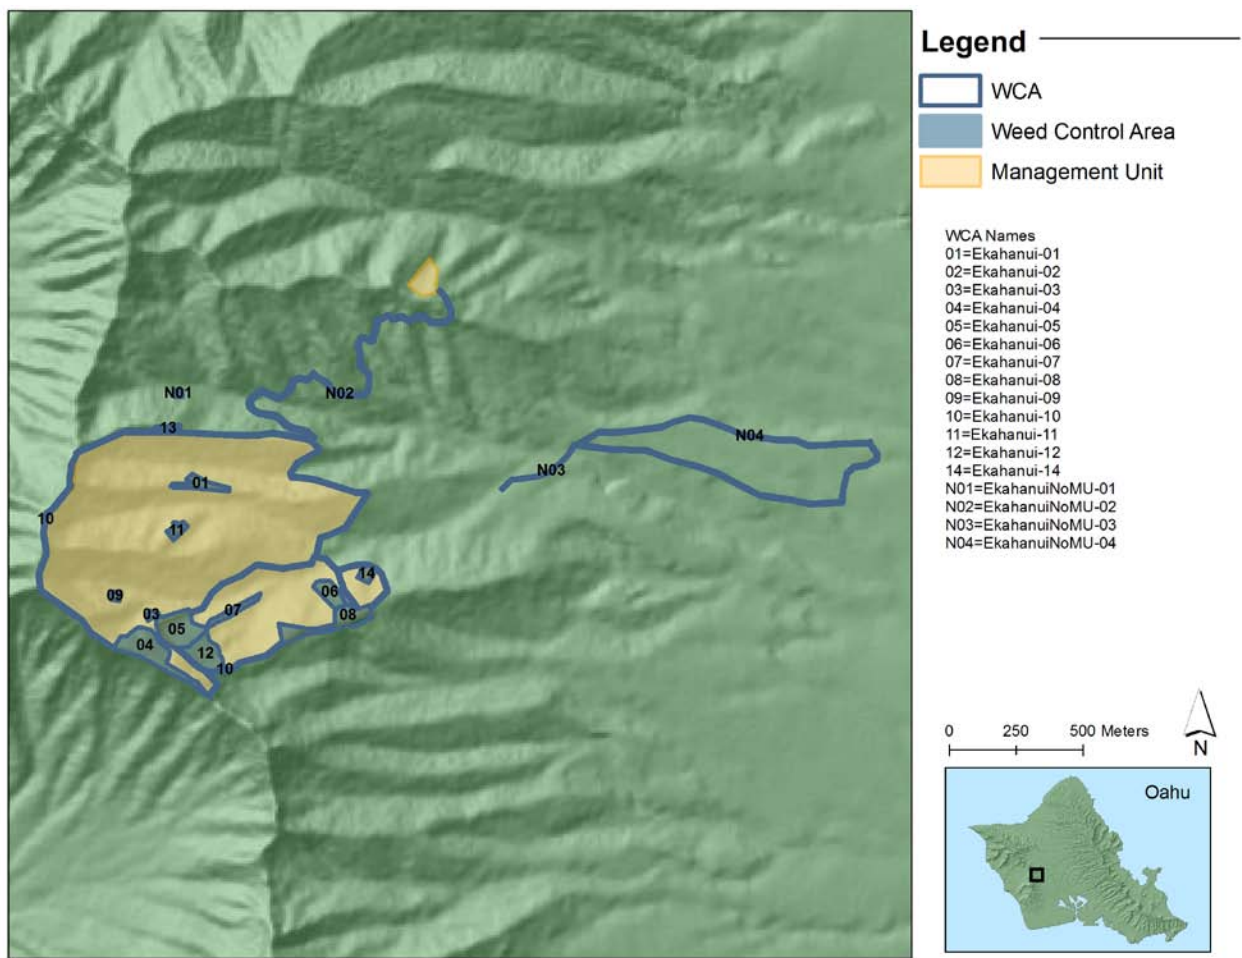 Legend
WCA
Weed Control Area
Management Unit
WCA Names
01=Ekahanui-01
02=Ekahanui-02
03=Ekahanui-03
04=Ekahanui-04
05=Ekahanui-05
06=Ekahanui-06
07=Ekahanui-07
08=Ekahanui-08
09=Ekahanui-09
10=Ekahanui-10
11=Ekahanui-11
12=Ekahanui-12
14=Ekahanui-14
N01=EkahanuiNoMU-01
N02=EkahanuiNoMU-02
N03=EkahanuiNoMU-03
N04=EkahanuiNoMU-04
N01
N02
13
N04
N03
01
10
11
14
06
09
07
03
08
05
04
12
10
0 250 500 Meters
N
Oahu